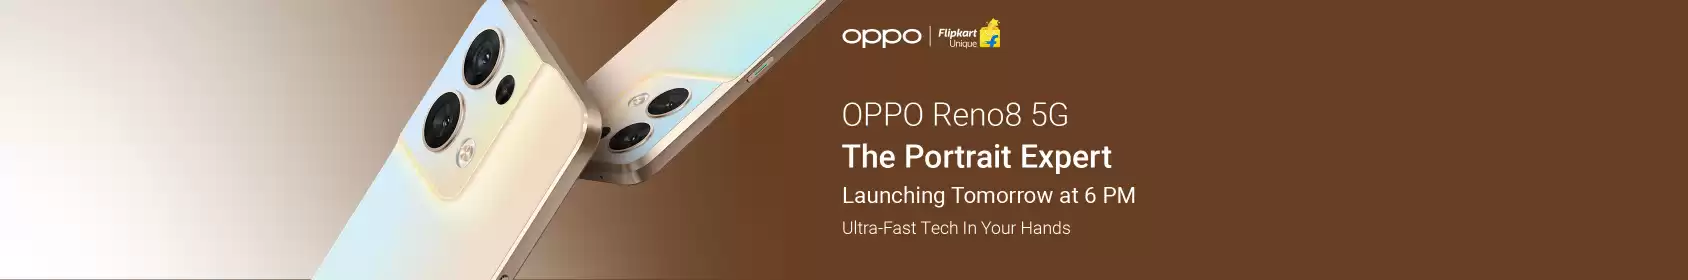 oppo | Flipkart
Unique
OPPO Reno8 5G
The Portrait Expert
Launching Tomorrow at 6 PM
Ultra-Fast Tech In Your Hands